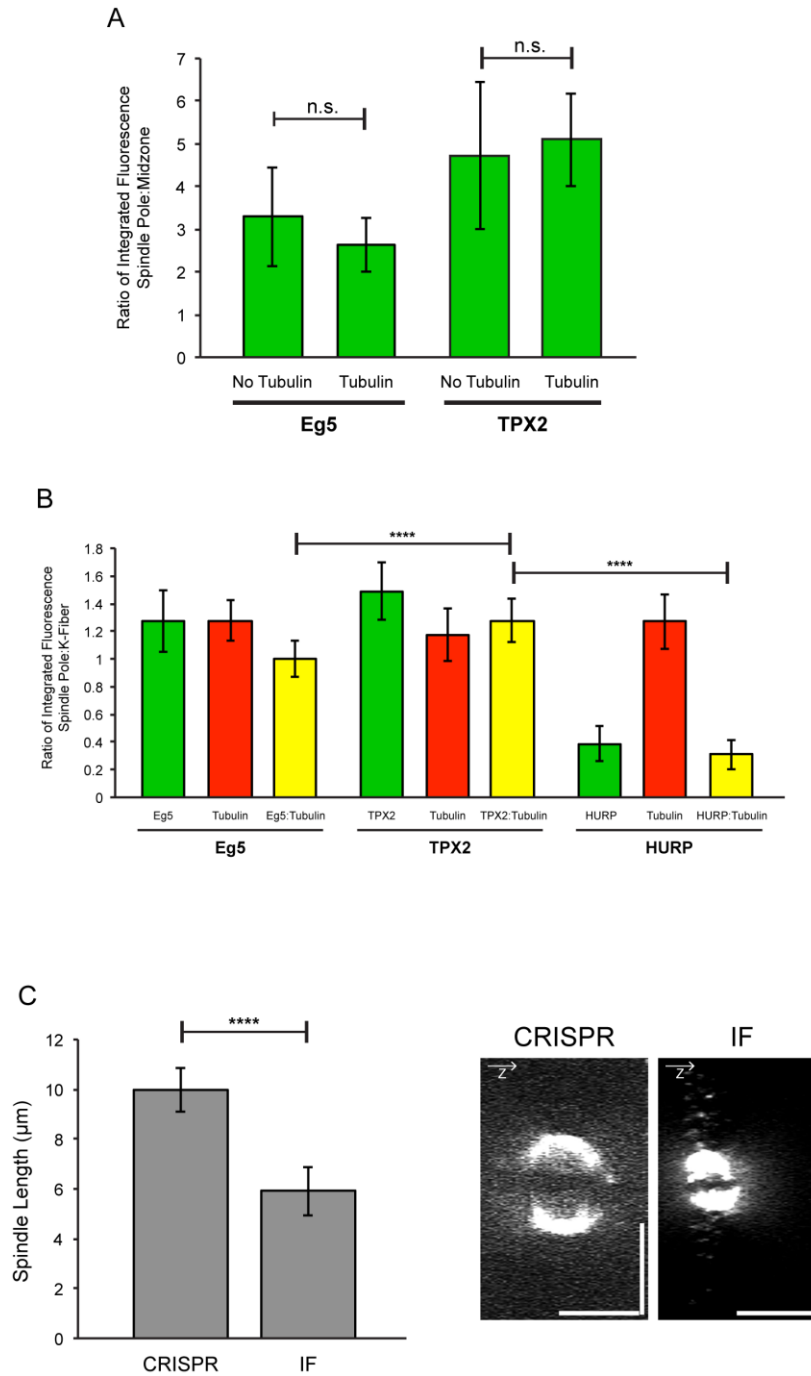 A
7
6
5
4
3
2
1
0
Ratio of Integrated Fluorescence
Spindle Pole:Midzone
n.s.
n.s.
No Tubulin Tubulin No Tubulin Tubulin
Eg5 TPX2
B
1.8
1.6
1.4
1.2
1
0.8
0.6
0.4
0.2
0
Ratio of Integrated Fluorescence
Spindle Pole:K-Fiber
****
****
Eg5 Tubulin Eg5:Tubulin TPX2 Tubulin TPX2:Tubulin HURP Tubulin HURP:Tubulin
Eg5 TPX2 HURP
C
12
10
8
6
4
2
0
Spindle Length (μm)
****
CRISPR IF
CRISPR IF
Z Z